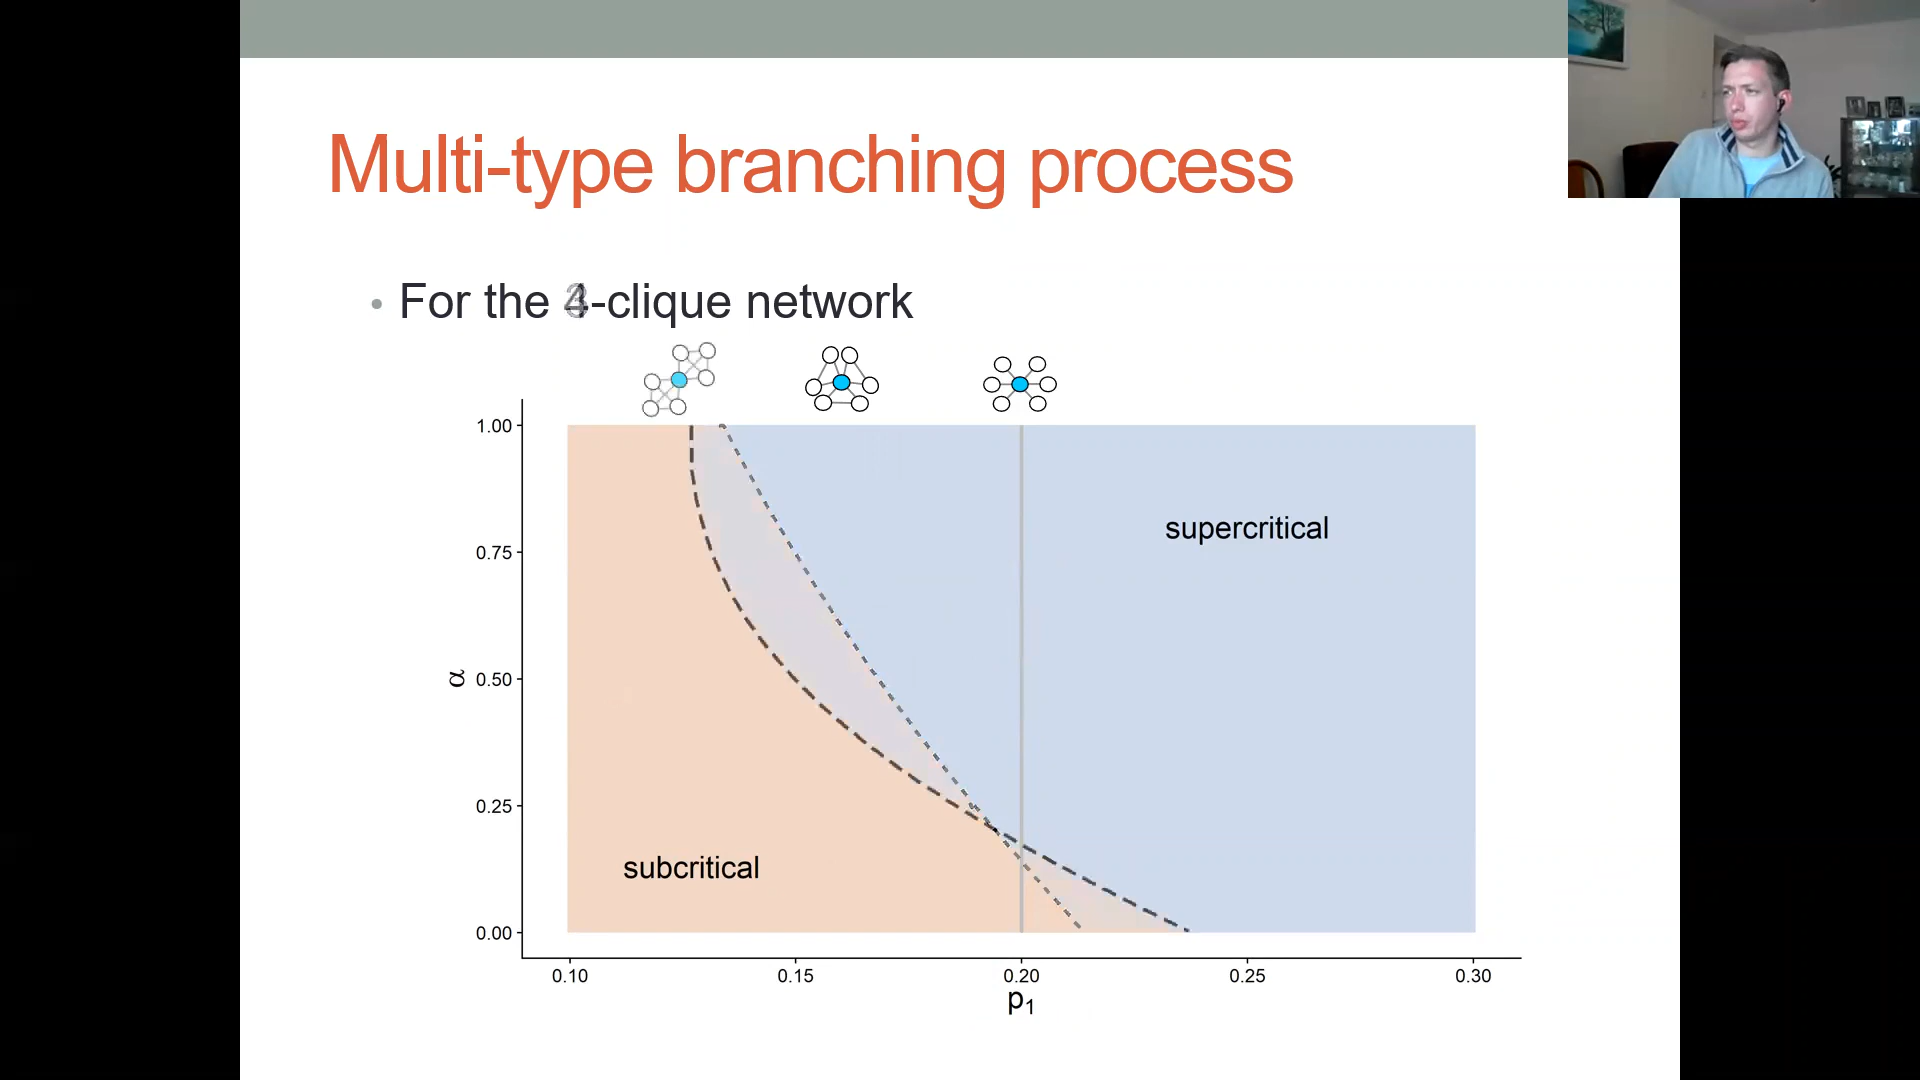 Multi-type branching process
• For the -clique network
1.00
0.75
α 0.50
0.25
0.00
supercritical
subcritical
0.10 0.15 0.20 0.25 0.30
p₁